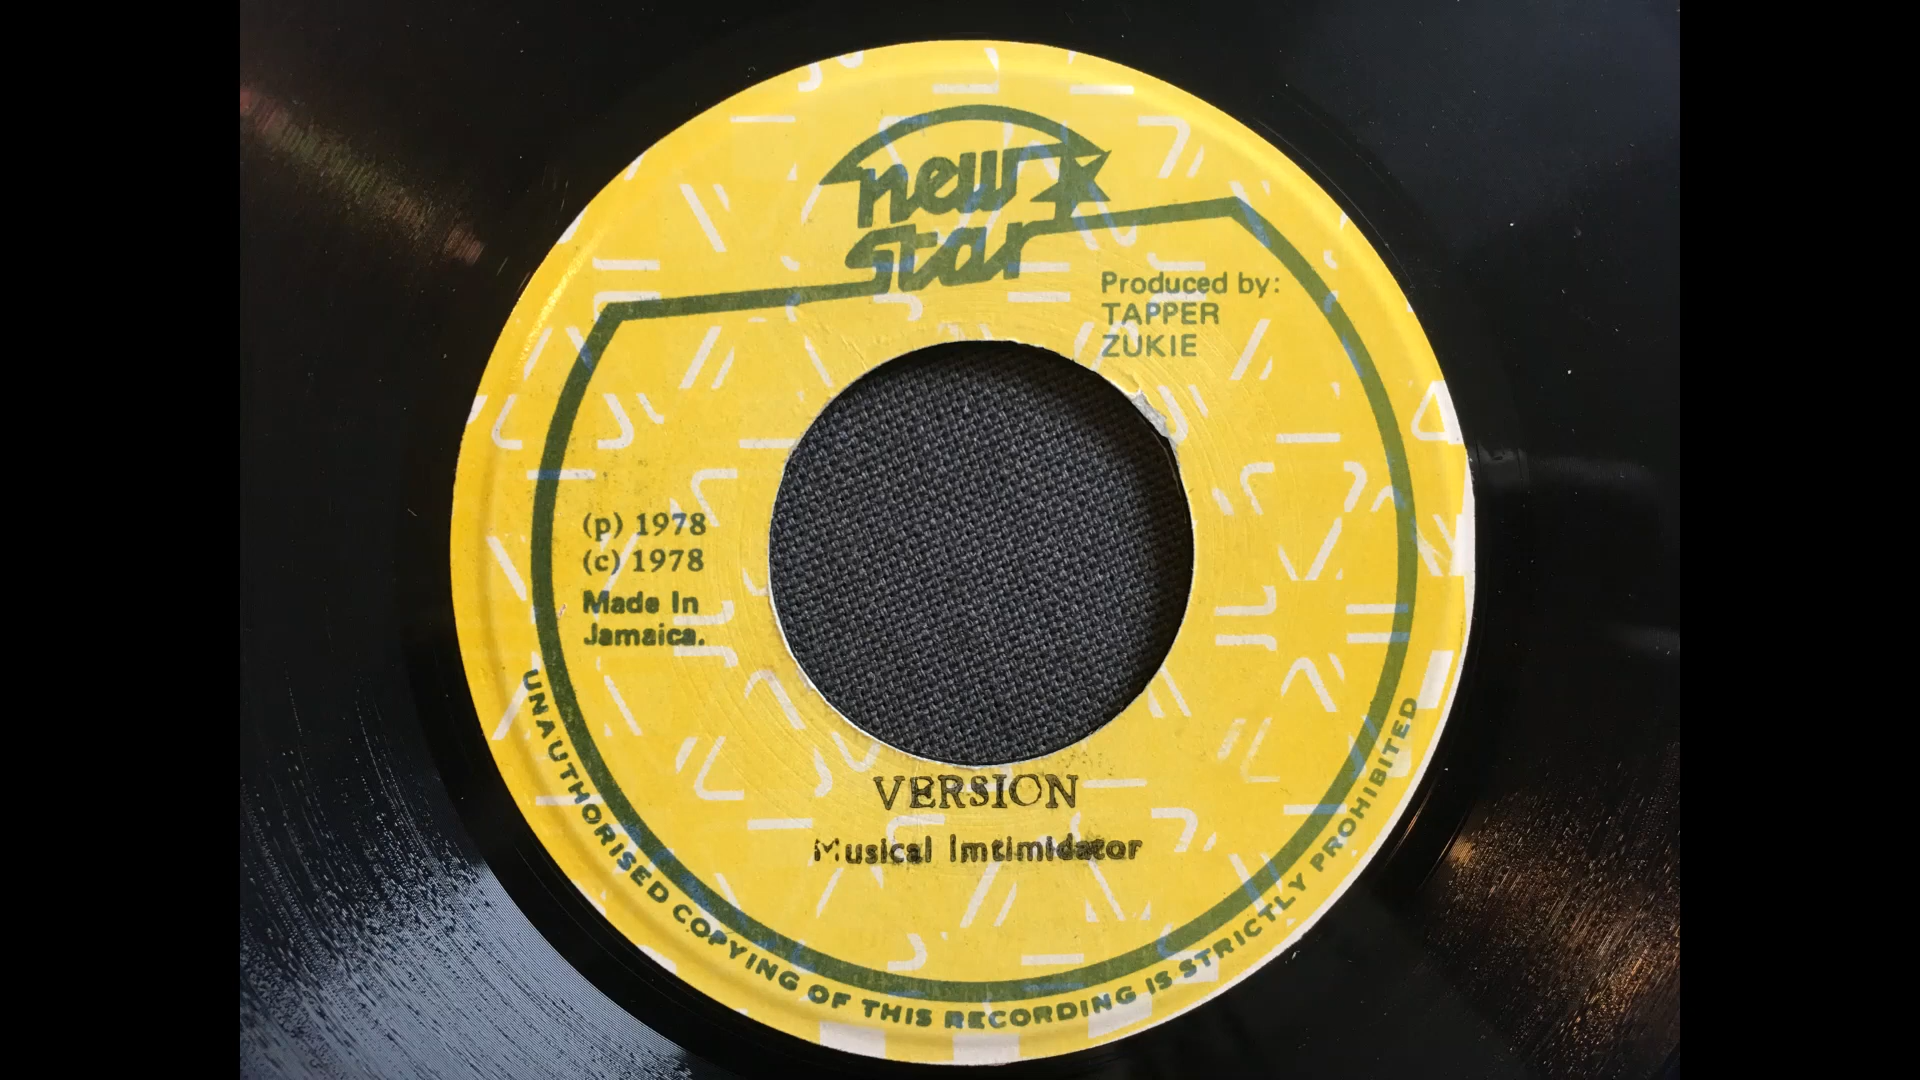 new
star
Produced by:
TAPPER
ZUKIE
(p) 1978
(c) 1978
Made In
Jamaica.
VERSION
Musical Imtimidator
UNAUTHORISED COPYING OF THIS RECORDING IS STRICTLY PROHIBITED